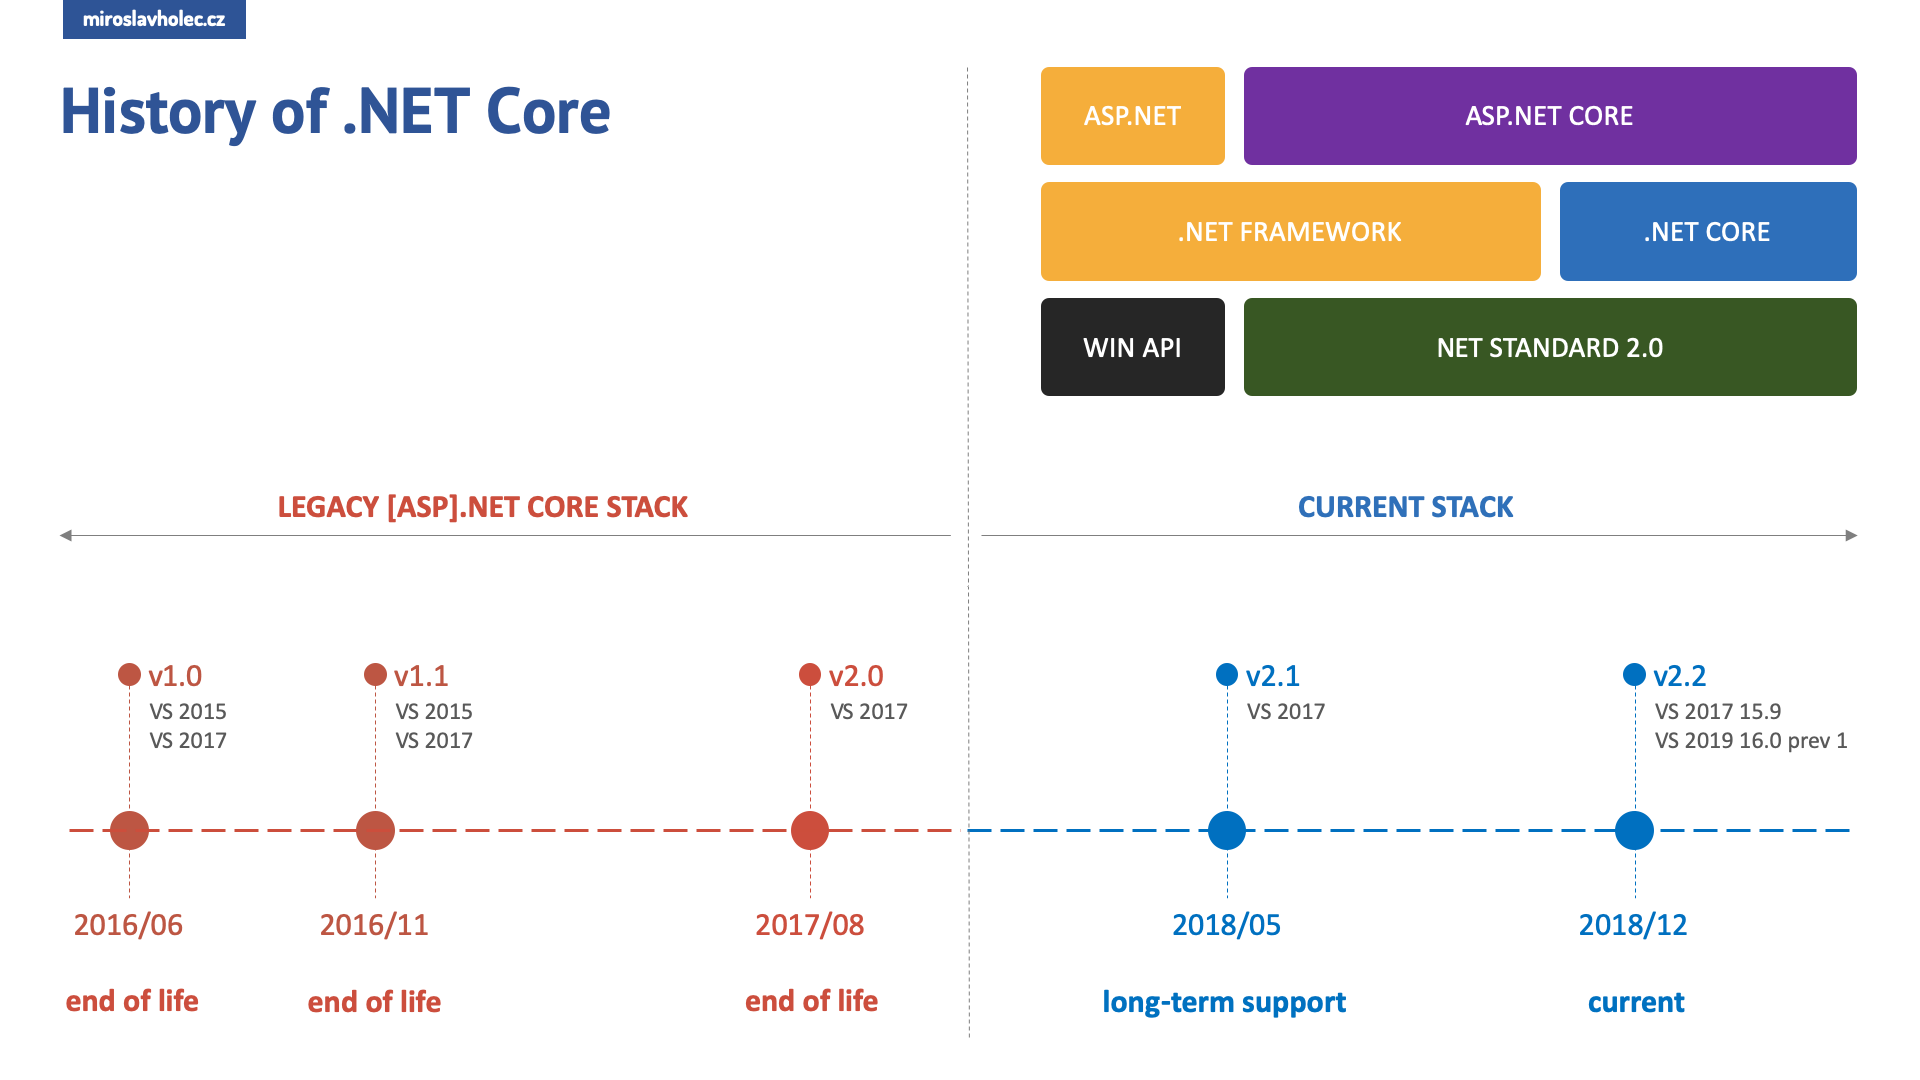 miroslavholec.cz
History of .NET Core
ASP.NET
ASP.NET CORE
.NET FRAMEWORK
.NET CORE
WIN API
NET STANDARD 2.0
LEGACY [ASP].NET CORE STACK
CURRENT STACK
v1.0
VS 2015
VS 2017
v1.1
VS 2015
VS 2017
v2.0
VS 2017
v2.1
VS 2017
v2.2
VS 2017 15.9
VS 2019 16.0 prev 1
2016/06
2016/11
2017/08
2018/05
2018/12
end of life
end of life
end of life
long-term support
current